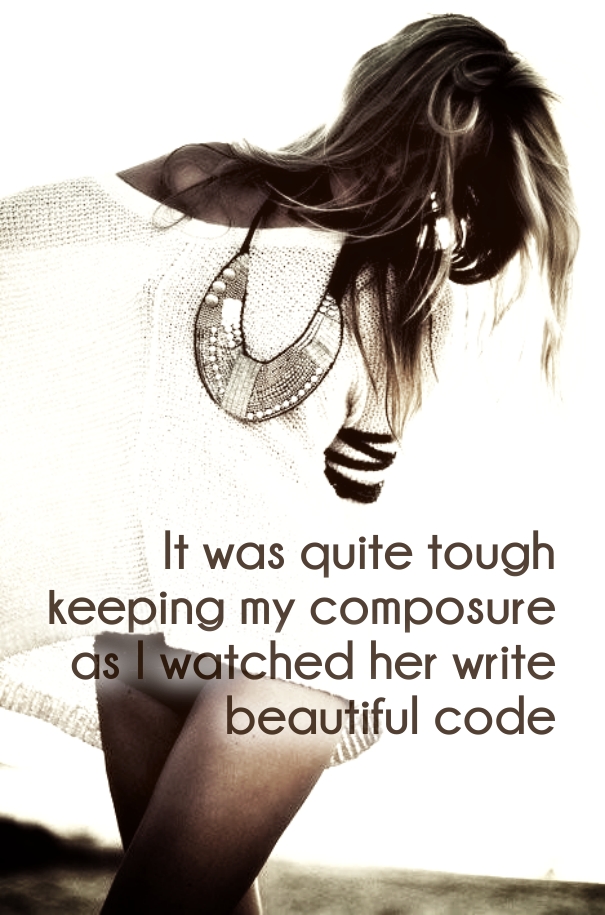 It was quite tough
keeping my composure
as I watched her write
beautiful code